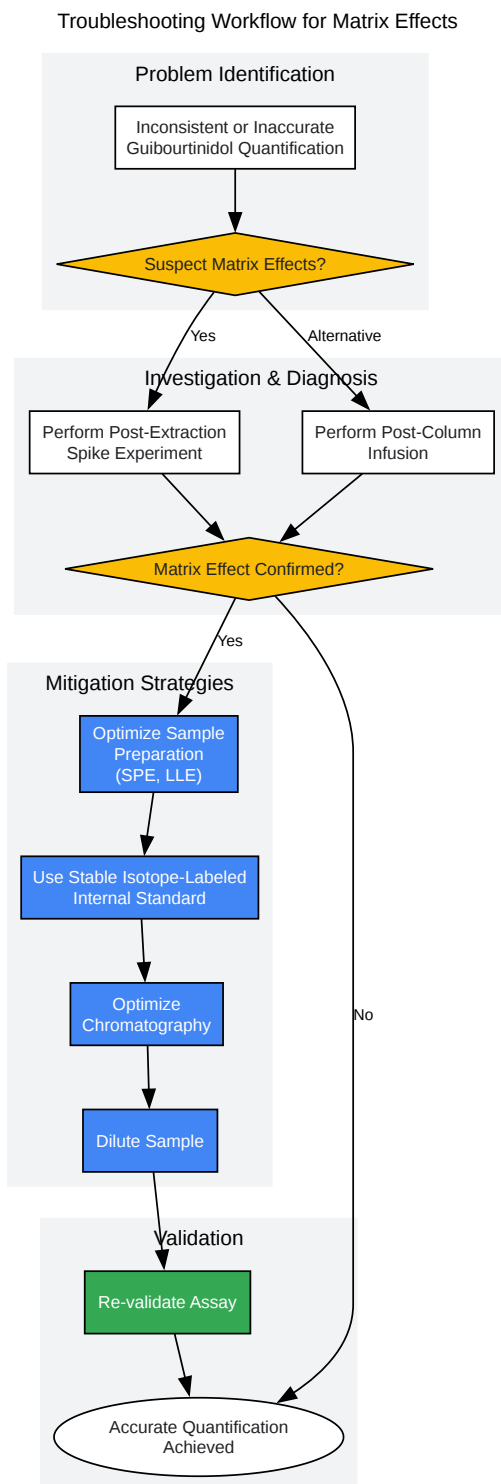 Troubleshooting Workflow for Matrix Effects
Problem Identification
Inconsistent or Inaccurate
Guibourtinidol Quantification
Suspect Matrix Effects?
Yes
Alternative
Investigation & Diagnosis
Perform Post-Extraction
Spike Experiment
Perform Post-Column
Infusion
Matrix Effect Confirmed?
Yes
Mitigation Strategies
Optimize Sample
Preparation
(SPE, LLE)
Use Stable Isotope-Labeled
Internal Standard
Optimize
Chromatography
No
Dilute Sample
Validation
Re-validate Assay
Accurate Quantification
Achieved